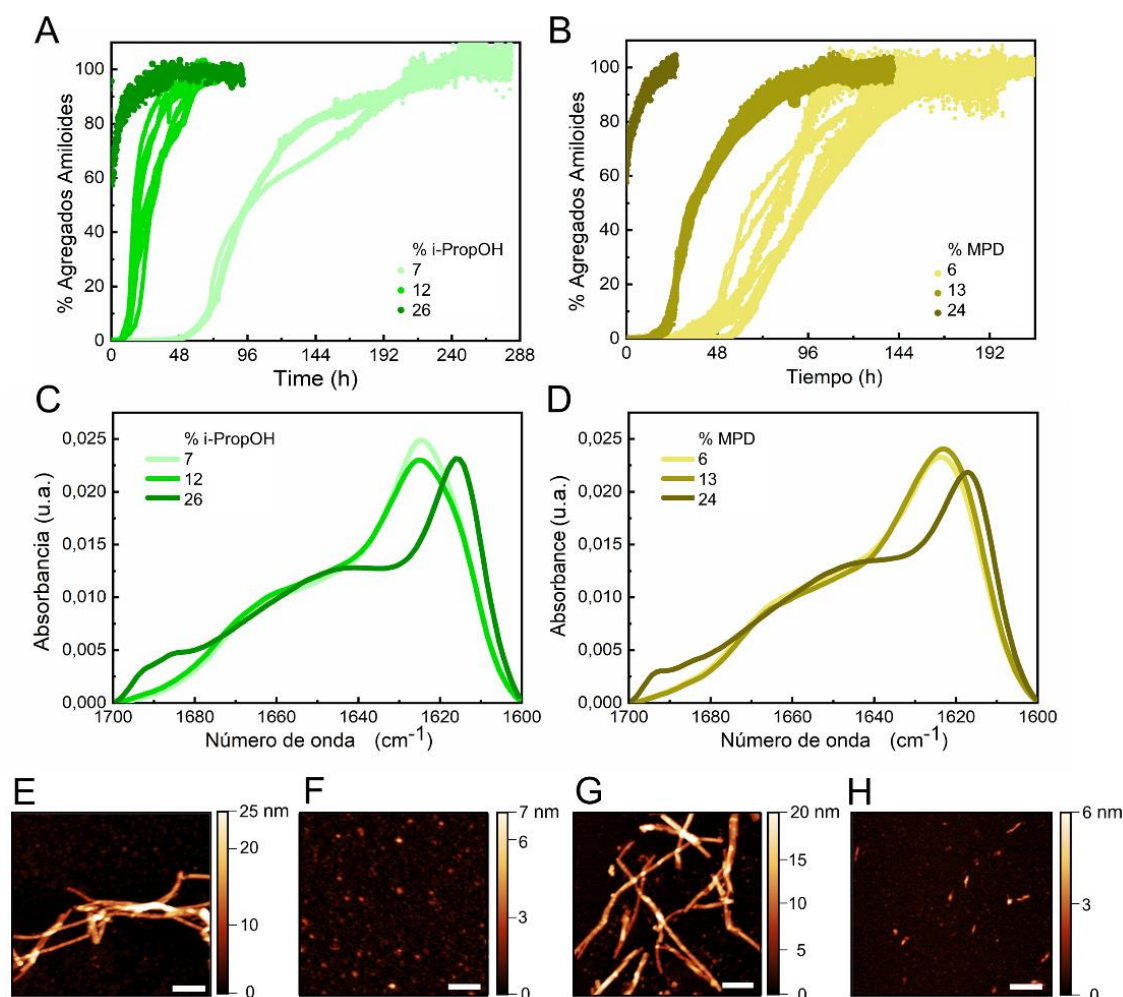 A
100
80
60
40
20
0
% Agregados Amiloides
% i-PropOH
7
12
26
0 48 96 144 192 240 288
Time (h)
B
100
80
60
40
20
0
% Agregados Amiloides
% MPD
6
13
24
0 48 96 144 192
Tiempo (h)
C
0,025
0,020
0,015
0,010
0,005
0,000
Absorbancia (u.a.)
% i-PropOH
7
12
26
1700 1680 1660 1640 1620 1600
Número de onda (cm⁻¹)
D
0,025
0,020
0,015
0,010
0,005
0,000
Absorbance (u.a.)
% MPD
6
13
24
1700 1680 1660 1640 1620 1600
Número de onda (cm⁻¹)
E
25 nm
20
10
0
F
7 nm
6
3
0
G
20 nm
15
10
5
0
H
6 nm
3
0